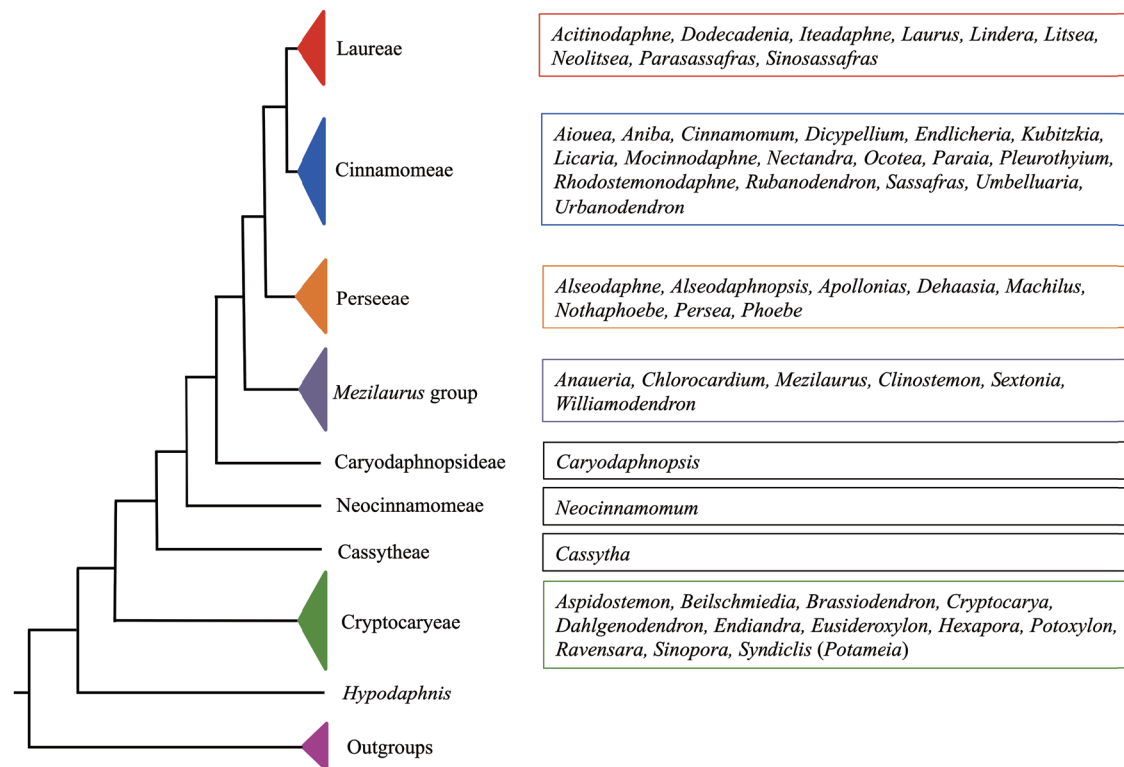 Laureae
Acitinodaphne, Dodecadenia, Iteadaphne, Laurus, Lindera, Litsea,
Neolitsea, Parasassafras, Sinosassafras
Cinnamomeae
Aiouea, Aniba, Cinnamomum, Dicypellium, Endlicheria, Kubitzkia,
Licaria, Mocinnodaphne, Nectandra, Ocotea, Paraia, Pleurothyium,
Rhodostemonodaphne, Rubanodendron, Sassafras, Umbelluaria,
Urbanodendron
Perseeae
Alseodaphne, Alseodaphnopsis, Apollonias, Dehaasia, Machilus,
Nothaphoebe, Persea, Phoebe
Mezilaurus group
Anaueria, Chlorocardium, Mezilaurus, Clinostemon, Sextonia,
Williamodendron
Caryodaphnopsideae
Caryodaphnopsis
Neocinnamomeae
Neocinnamomum
Cassytheae
Cassytha
Cryptocaryeae
Aspidostemon, Beilschmiedia, Brassiodendron, Cryptocarya,
Dahlgenodendron, Endiandra, Eusideroxylon, Hexapora, Potoxylon,
Ravensara, Sinopora, Syndiclis (Potameia)
Hypodaphnis
Outgroups